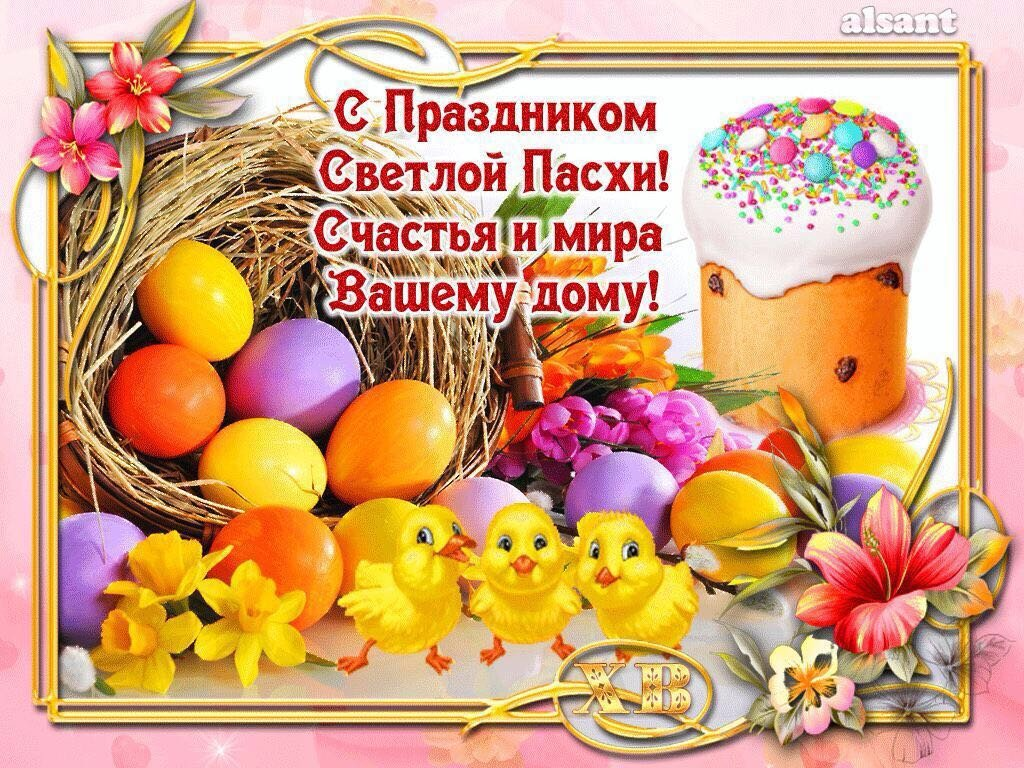 alsant
С Праздником
Светлой Пасхи!
Счастья и мира
Вашему дому!
ХВ